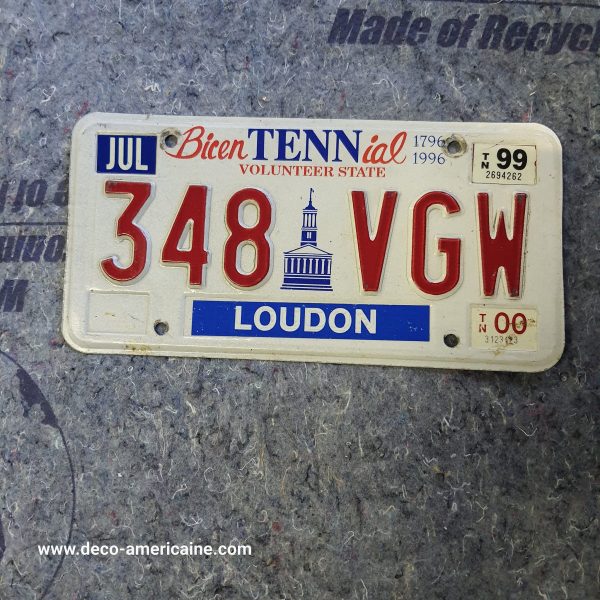 Made of Recycl
JUL
BicenTENNial 1796 1996
VOLUNTEER STATE
TN 99
2694262
348 VGW
LOUDON
TN 00
www.deco-americaine.com